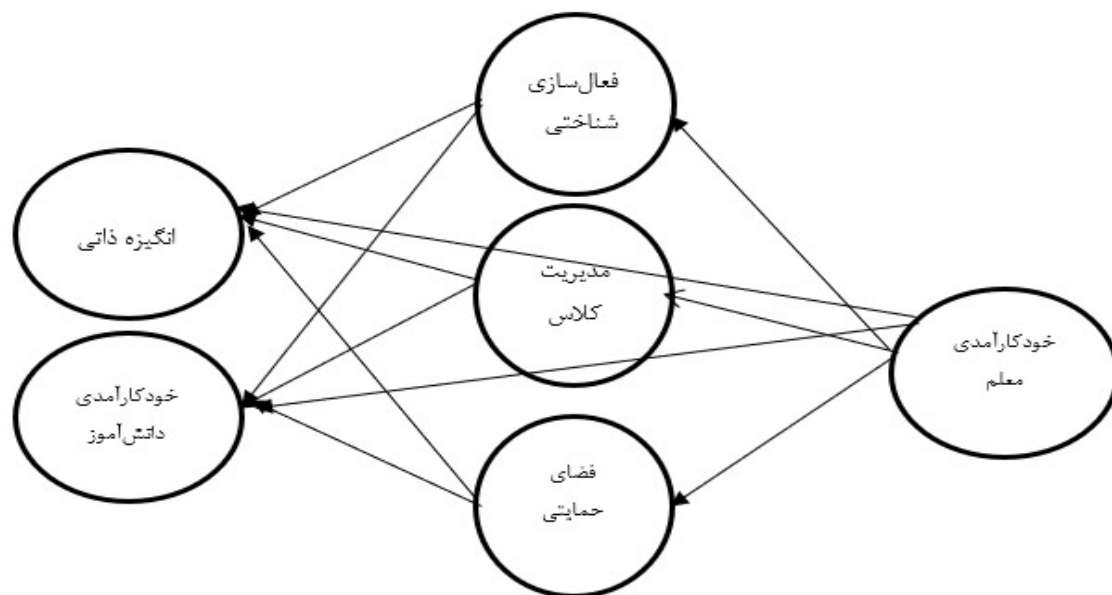 فعال‌سازی
شناختی
انگیزه ذاتی
مدیریت
کلاس
خودکارآمدی
معلم
خودکارآمدی
دانش‌آموز
فضای
حمایتی